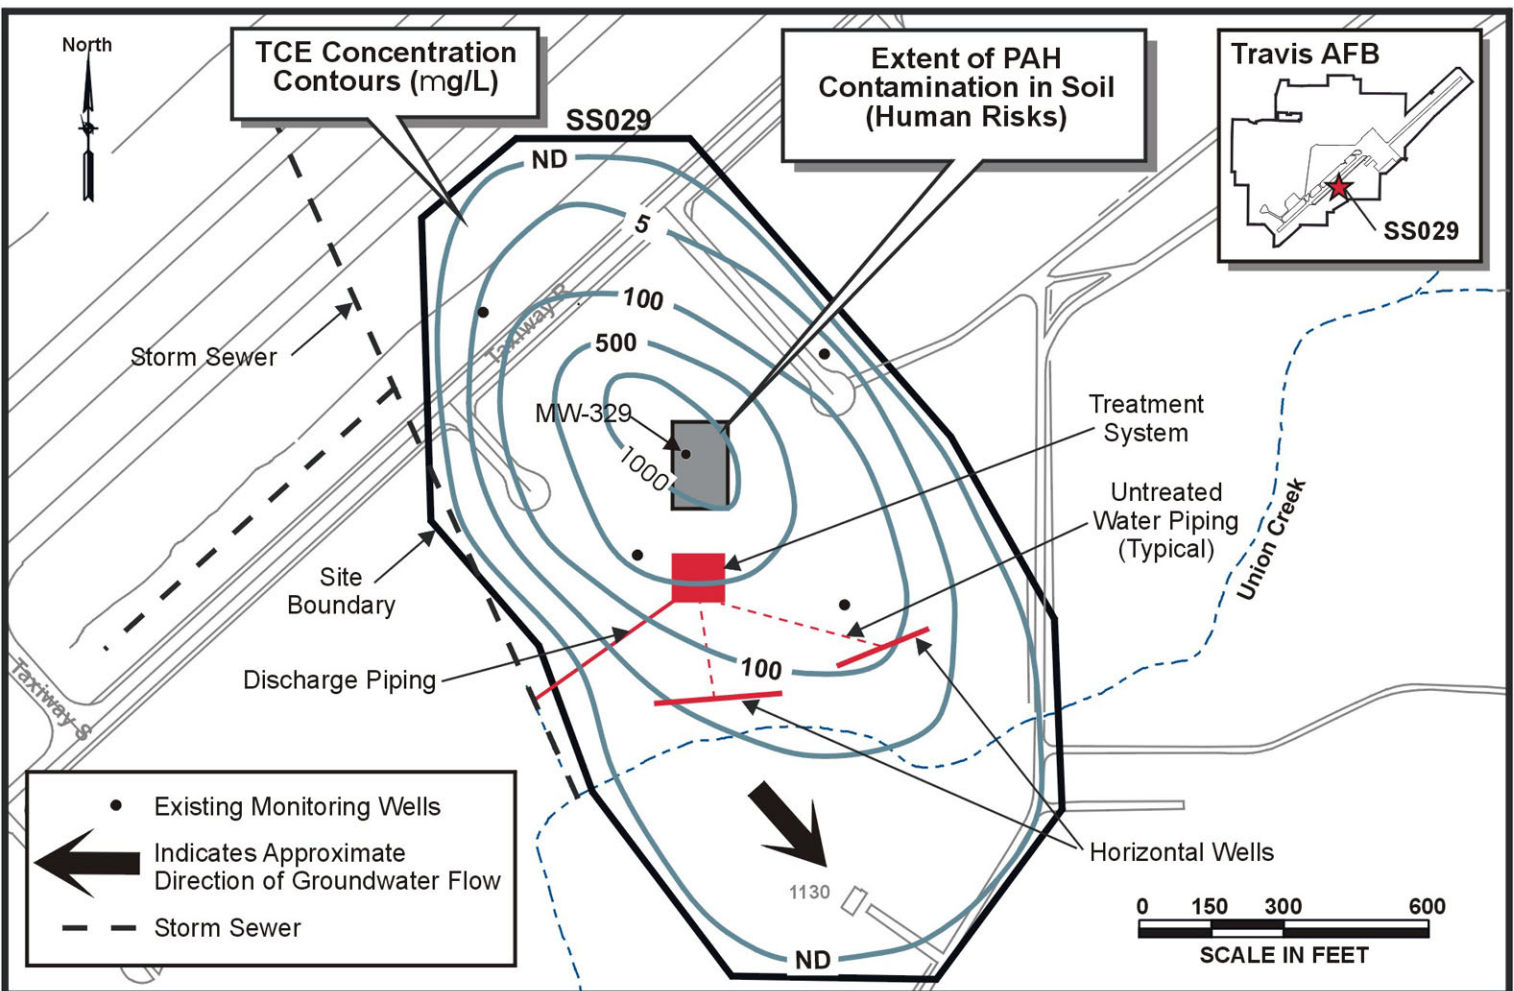 North
TCE Concentration
Contours (mg/L)
SS029
Extent of PAH
Contamination in Soil
(Human Risks)
Travis AFB
SS029
ND
5
100
500
Taxiway R
Storm Sewer
MW-329
1000
Treatment
System
Untreated
Water Piping
(Typical)
Union Creek
Site
Boundary
Discharge Piping
100
Taxiway S
Existing Monitoring Wells
Indicates Approximate
Direction of Groundwater Flow
Storm Sewer
Horizontal Wells
1130
ND
0 150 300 600
SCALE IN FEET